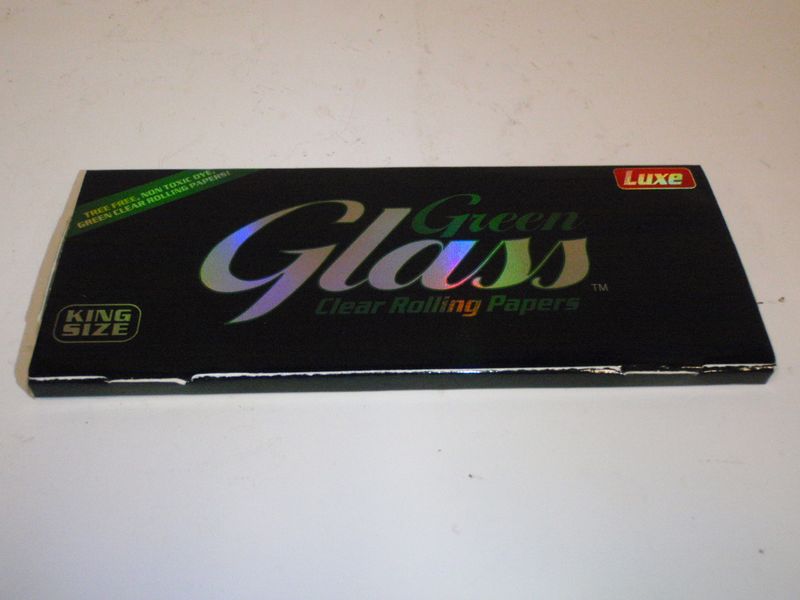 TREE FREE, NON TOXIC DYE,
GREEN CLEAR ROLLING PAPERS!
Luxe
Green
Glass
TM
Clear Rolling Papers
KING
SIZE